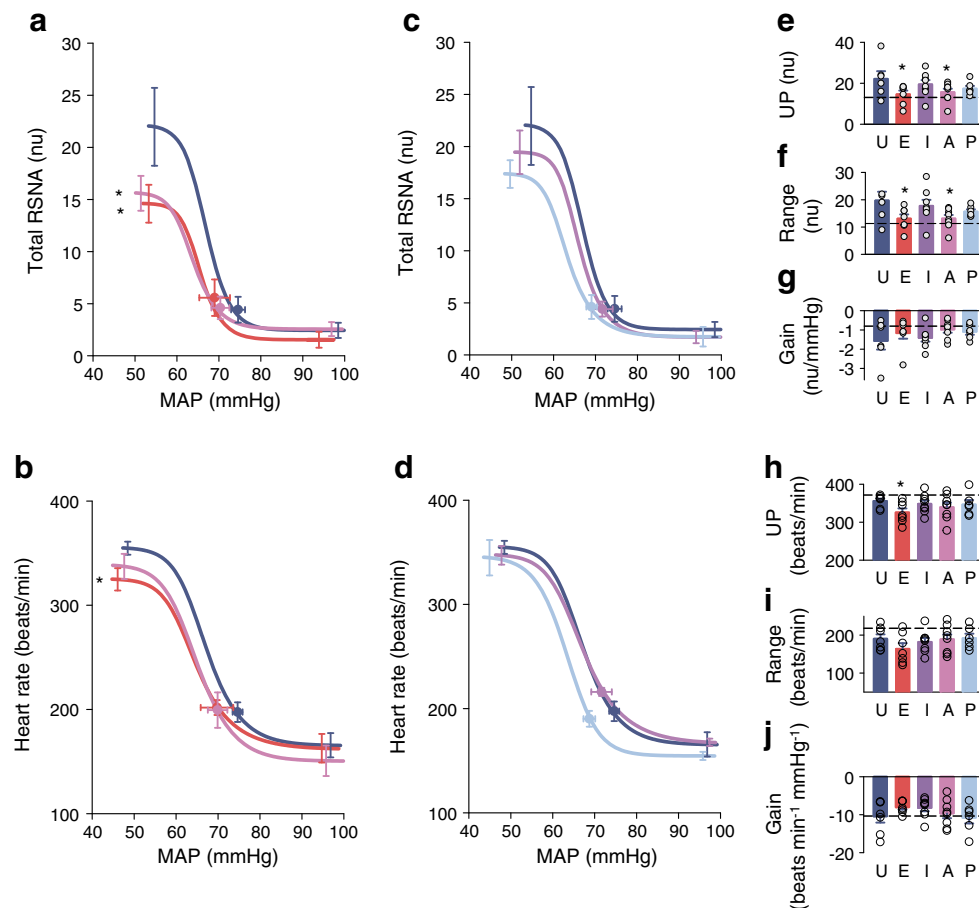 a
30
25
20
15
10
5
0
Total RSNA (nu)
*
*
40 50 60 70 80 90 100
MAP (mmHg)
c
30
25
20
15
10
5
0
Total RSNA (nu)
40 50 60 70 80 90 100
MAP (mmHg)
e
UP (nu)
40
20
0
* *
U E I A P
f
Range
(nu)
30
20
10
0
* *
U E I A P
g
Gain
(nu/mmHg)
0
-1
-2
-3
U E I A P
b
400
300
200
100
Heart rate (beats/min)
*
40 50 60 70 80 90 100
MAP (mmHg)
d
400
300
200
100
Heart rate (beats/min)
40 50 60 70 80 90 100
MAP (mmHg)
h
UP
(beats/min)
400
300
200
*
U E I A P
i
Range
(beats/min)
200
100
U E I A P
j
Gain
(beats min-1 mmHg-1)
0
-10
-20
U E I A P